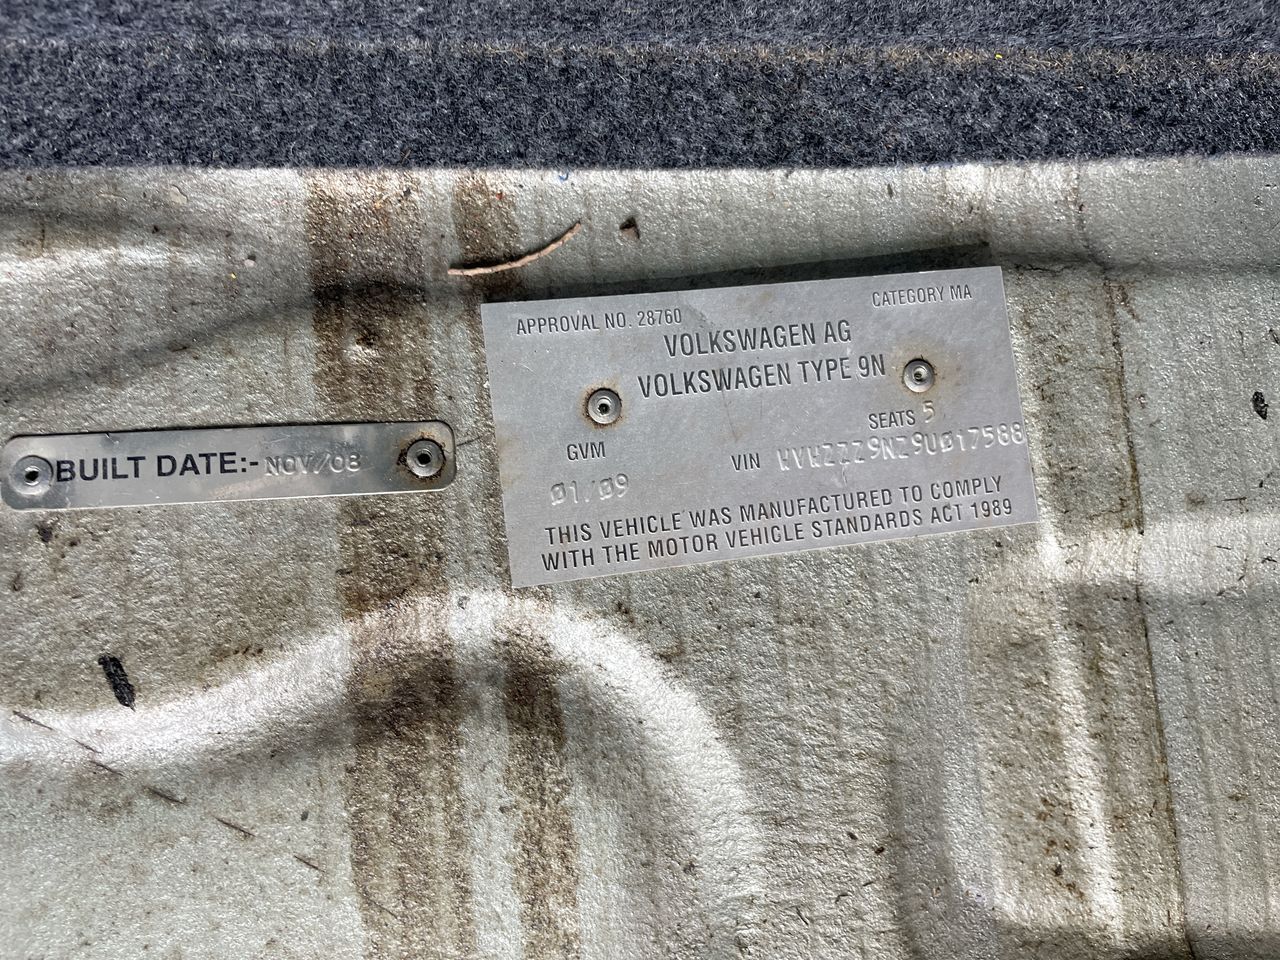 BUILT DATE:- NOV/08
APPROVAL NO. 28760
CATEGORY MA
VOLKSWAGEN AG
VOLKSWAGEN TYPE 9N
SEATS 5
GVM
VIN WVWZZZ9NZ9U017588
01/09
THIS VEHICLE WAS MANUFACTURED TO COMPLY
WITH THE MOTOR VEHICLE STANDARDS ACT 1989